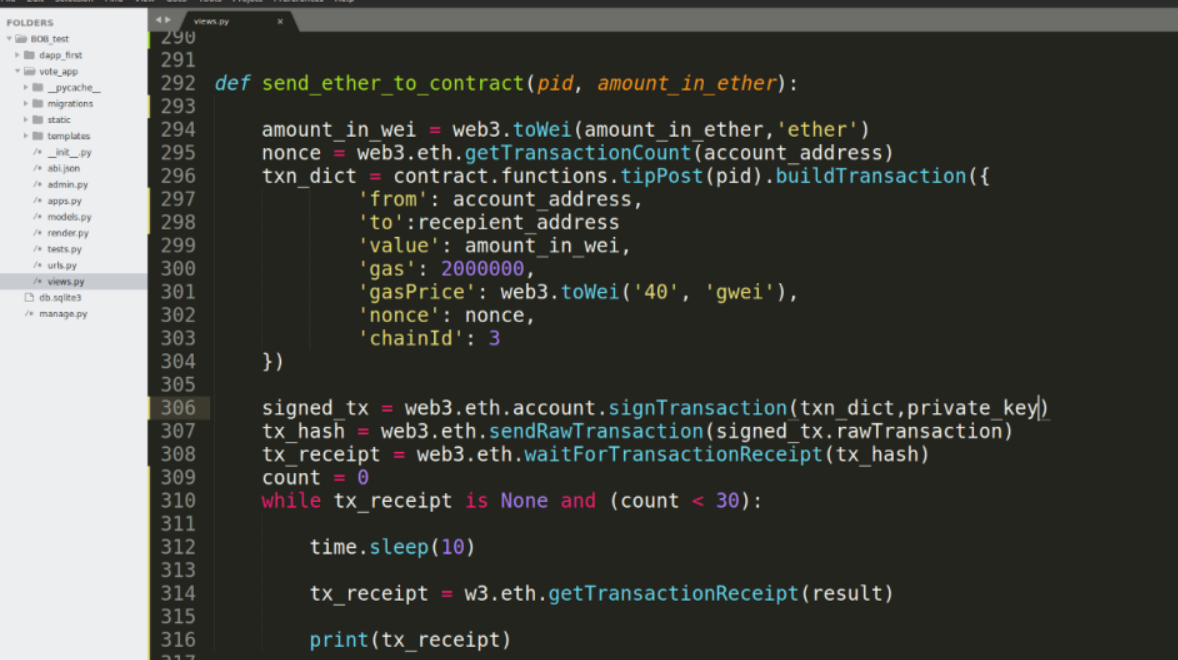 FOLDERS
BOB_test
dapp_first
vote_app
__pycache__
migrations
static
templates
/* __init__.py
/* abi.json
/* admin.py
/* apps.py
/* models.py
/* render.py
/* tests.py
/* urls.py
/* views.py
db.sqlite3
/* manage.py
views.py ×
290
291
292 def send_ether_to_contract(pid, amount_in_ether):
293
294 amount_in_wei = web3.toWei(amount_in_ether,'ether')
295 nonce = web3.eth.getTransactionCount(account_address)
296 txn_dict = contract.functions.tipPost(pid).buildTransaction({
297 'from': account_address,
298 'to':recepient_address
299 'value': amount_in_wei,
300 'gas': 2000000,
301 'gasPrice': web3.toWei('40', 'gwei'),
302 'nonce': nonce,
303 'chainId': 3
304 })
305
306 signed_tx = web3.eth.account.signTransaction(txn_dict,private_key)
307 tx_hash = web3.eth.sendRawTransaction(signed_tx.rawTransaction)
308 tx_receipt = web3.eth.waitForTransactionReceipt(tx_hash)
309 count = 0
310 while tx_receipt is None and (count < 30):
311
312 time.sleep(10)
313
314 tx_receipt = w3.eth.getTransactionReceipt(result)
315
316 print(tx_receipt)